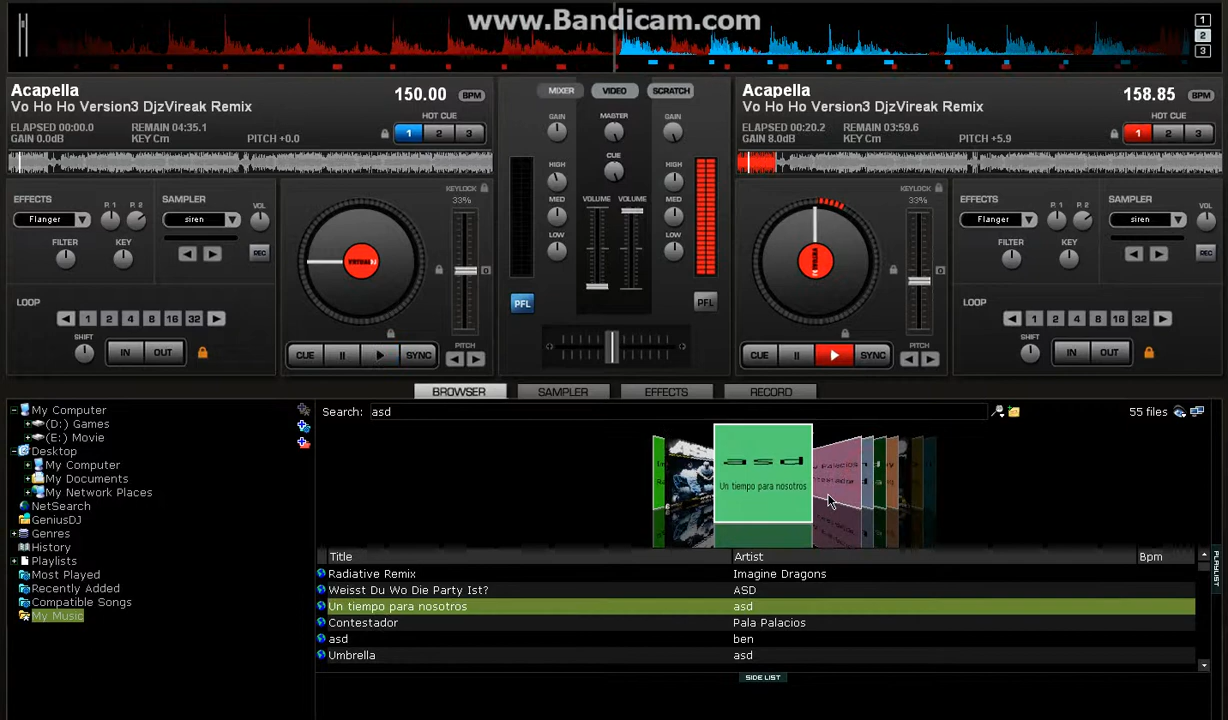 www.Bandicam.com
1
2
3
Acapella
Vo Ho Ho Version3 DjzVireak Remix
150.00 BPM
ELAPSED 00:00.0 REMAIN 04:35.1
GAIN 0.0dB KEY Cm PITCH +0.0
HOT CUE
1 2 3
MIXER VIDEO SCRATCH
Acapella
Vo Ho Ho Version3 DjzVireak Remix
158.85 BPM
ELAPSED 00:20.2 REMAIN 03:59.6
GAIN 8.0dB KEY Cm PITCH +5.9
HOT CUE
1 2 3
EFFECTS P. 1 P. 2 SAMPLER VOL
Flanger siren
FILTER KEY REC
LOOP
1 2 4 8 16 32
SHIFT IN OUT
KEYLOCK
33%
CUE SYNC PITCH
GAIN MASTER GAIN
HIGH CUE HIGH
MED VOLUME VOLUME MED
LOW LOW
PFL PFL
KEYLOCK
33%
CUE SYNC PITCH
EFFECTS P. 1 P. 2 SAMPLER VOL
Flanger siren
FILTER KEY REC
LOOP
1 2 4 8 16 32
SHIFT IN OUT
BROWSER SAMPLER EFFECTS RECORD
My Computer
(D:) Games
(E:) Movie
Desktop
My Computer
My Documents
My Network Places
NetSearch
GeniusDJ
Genres
History
Playlists
Most Played
Recently Added
Compatible Songs
My Music
Search: asd 55 files
asd
Un tiempo para nosotros
Title Artist Bpm
Radiative Remix Imagine Dragons
Weisst Du Wo Die Party Ist? ASD
Un tiempo para nosotros asd
Contestador Pala Palacios
asd ben
Umbrella asd
SIDE LIST
PLAYLIST